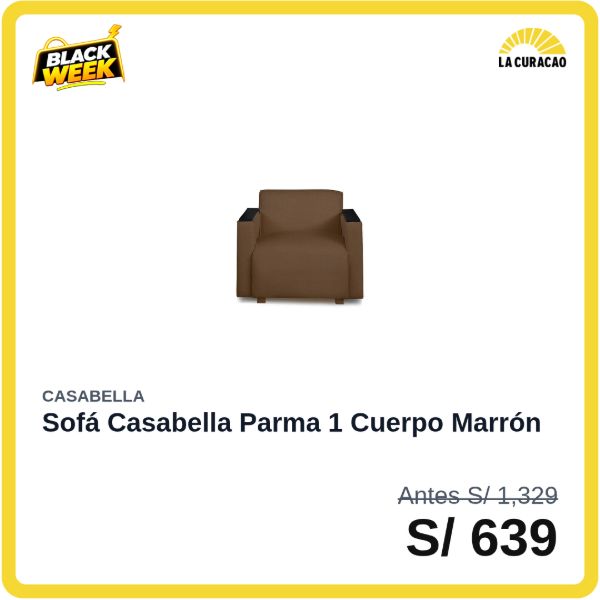 BLACK
WEEK
LA CURACAO
CASABELLA
Sofá Casabella Parma 1 Cuerpo Marrón
Antes S/ 1,329
S/ 639